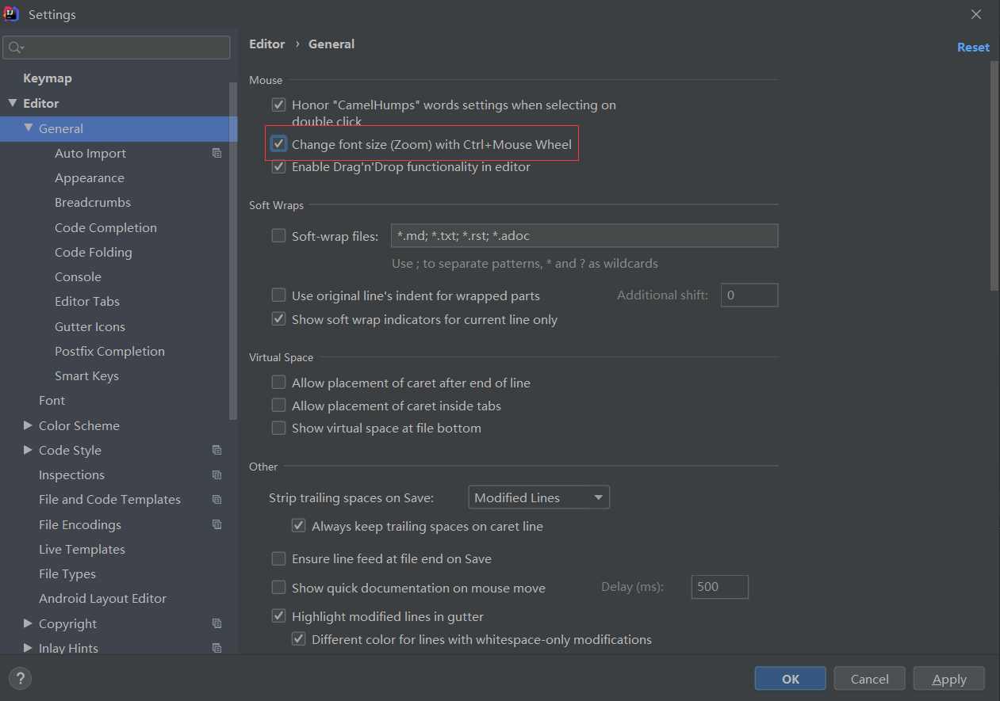 Settings
Editor › General
Reset
Keymap
Editor
General
Auto Import
Appearance
Breadcrumbs
Code Completion
Code Folding
Console
Editor Tabs
Gutter Icons
Postfix Completion
Smart Keys
Font
Color Scheme
Code Style
Inspections
File and Code Templates
File Encodings
Live Templates
File Types
Android Layout Editor
Copyright
Inlay Hints
Mouse
Honor "CamelHumps" words settings when selecting on
double click
Change font size (Zoom) with Ctrl+Mouse Wheel
Enable Drag'n'Drop functionality in editor
Soft Wraps
Soft-wrap files: *.md; *.txt; *.rst; *.adoc
Use ; to separate patterns, * and ? as wildcards
Use original line's indent for wrapped parts Additional shift: 0
Show soft wrap indicators for current line only
Virtual Space
Allow placement of caret after end of line
Allow placement of caret inside tabs
Show virtual space at file bottom
Other
Strip trailing spaces on Save: Modified Lines
Always keep trailing spaces on caret line
Ensure line feed at file end on Save
Show quick documentation on mouse move Delay (ms): 500
Highlight modified lines in gutter
Different color for lines with whitespace-only modifications
? OK Cancel Apply